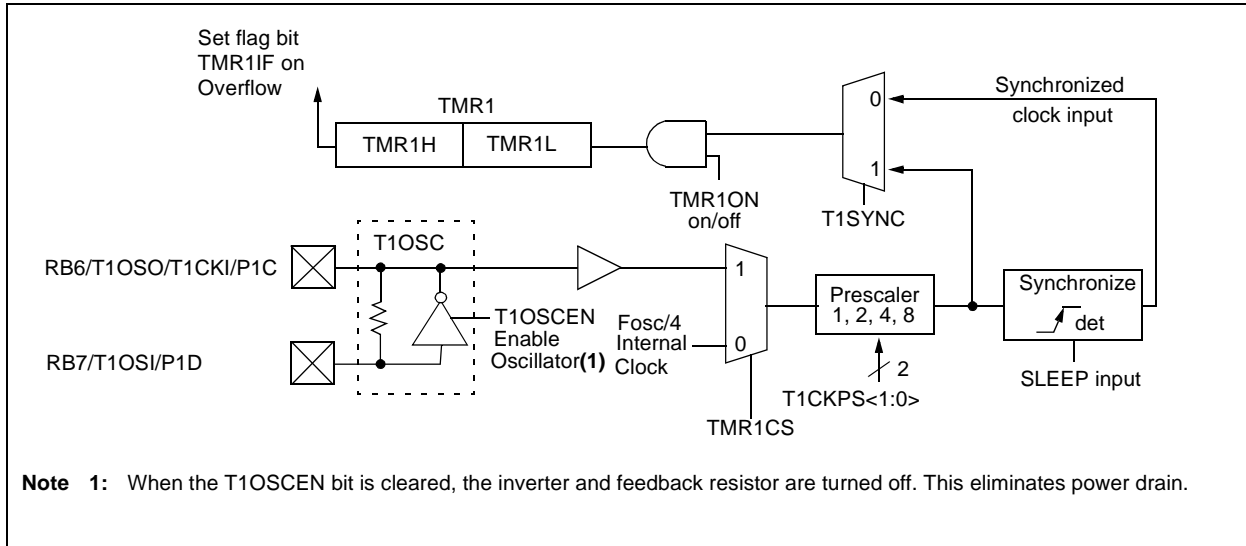 Set flag bit
TMR1IF on
Overflow
TMR1
TMR1H
TMR1L
TMR1ON
on/off
0
1
T1SYNC
Synchronized
clock input
RB6/T1OSO/T1CKI/P1C
T1OSC
RB7/T1OSI/P1D
T1OSCEN
Enable
Oscillator(1)
Fosc/4
Internal
Clock
1
0
TMR1CS
Prescaler
1, 2, 4, 8
2
T1CKPS<1:0>
Synchronize
det
SLEEP input
Note 1: When the T1OSCEN bit is cleared, the inverter and feedback resistor are turned off. This eliminates power drain.